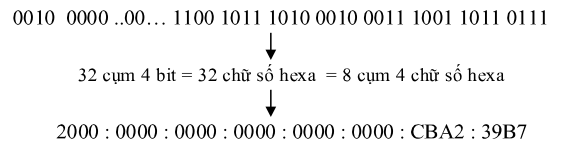 0010 0000 ..00… 1100 1011 1010 0010 0011 1001 1011 0111
32 cụm 4 bit = 32 chữ số hexa = 8 cụm 4 chữ số hexa
2000 : 0000 : 0000 : 0000 : 0000 : 0000 : CBA2 : 39B7